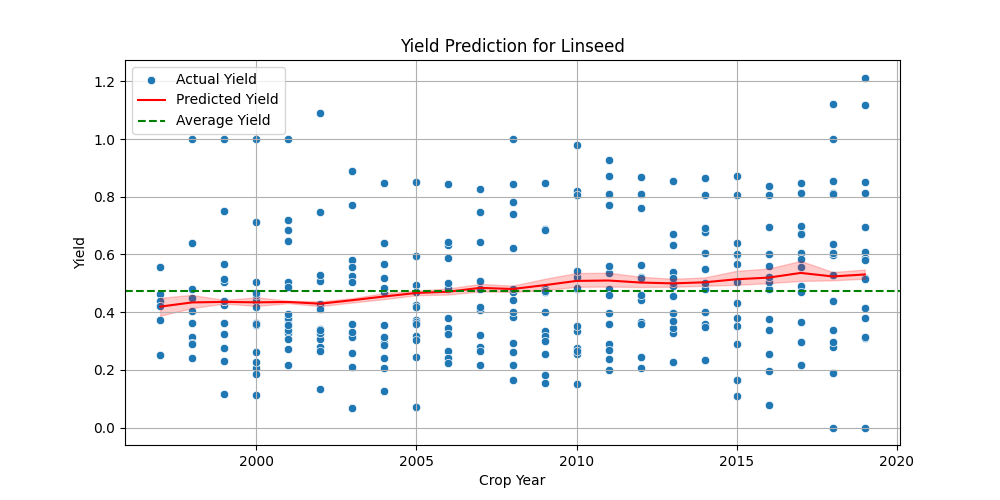 Yield Prediction for Linseed
Actual Yield
Predicted Yield
Average Yield
1.2
1.0
0.8
0.6
0.4
0.2
0.0
Yield
2000
2005
2010
2015
2020
Crop Year